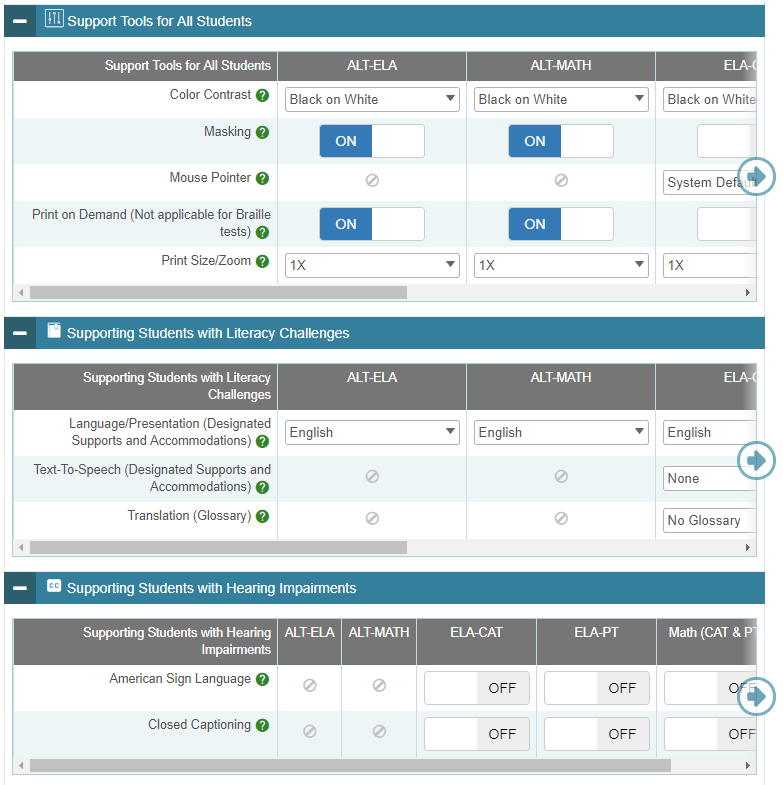 Support Tools for All Students
Support Tools for All Students ALT-ELA ALT-MATH ELA-
Color Contrast ? Black on White Black on White Black on White
Masking ? ON ON
Mouse Pointer ? System Default
Print on Demand (Not applicable for Braille
tests) ? ON ON
Print Size/Zoom ? 1X 1X 1X
Supporting Students with Literacy Challenges
Supporting Students with Literacy ALT-ELA ALT-MATH ELA-
Challenges
Language/Presentation (Designated
Supports and Accommodations) ? English English English
Text-To-Speech (Designated Supports and
Accommodations) ? None
Translation (Glossary) ? No Glossary
cc Supporting Students with Hearing Impairments
Supporting Students with Hearing ALT-ELA ALT-MATH ELA-CAT ELA-PT Math (CAT & PT
Impairments
American Sign Language ? OFF OFF OFF
Closed Captioning ? OFF OFF OFF